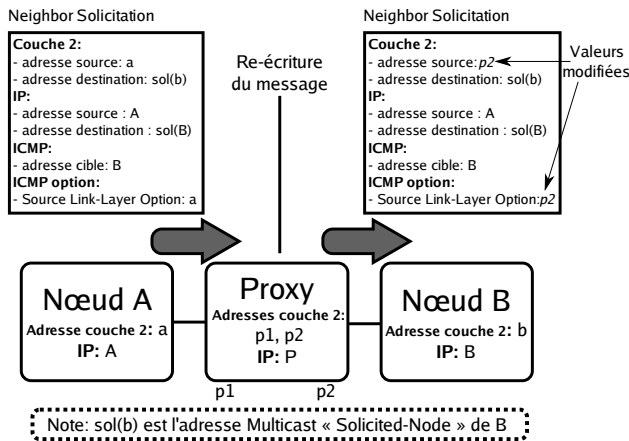 Neighbor Solicitation
Couche 2:
- adresse source: a
- adresse destination: sol(b)
IP:
- adresse source : A
- adresse destination : sol(B)
ICMP:
- adresse cible: B
ICMP option:
- Source Link-Layer Option: a
Re-écriture
du message
Neighbor Solicitation
Couche 2:
- adresse source:p2
- adresse destination: sol(b)
IP:
- adresse source : A
- adresse destination : sol(B)
ICMP:
- adresse cible: B
ICMP option:
- Source Link-Layer Option:p2
Valeurs
modifiées
Nœud A
Adresse couche 2: a
IP: A
Proxy
Adresses couche 2:
p1, p2
IP: P
Nœud B
Adresse couche 2: b
IP: B
p1
p2
Note: sol(b) est l'adresse Multicast « Solicited-Node » de B